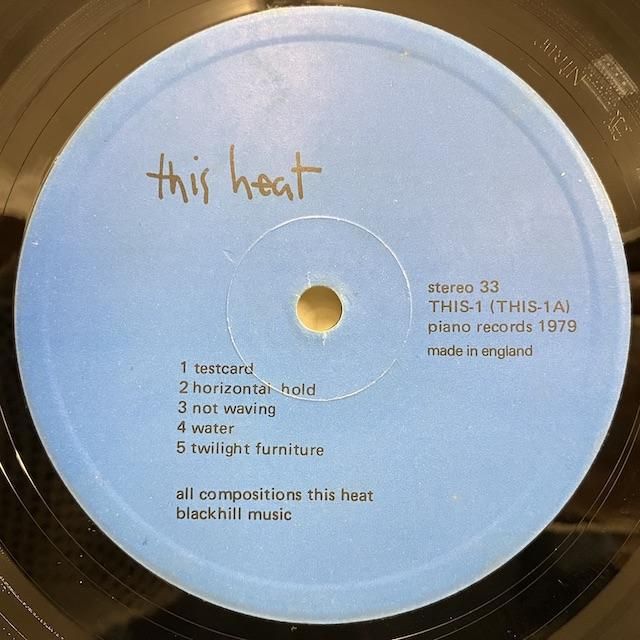 this heat
stereo 33
THIS-1 (THIS-1A)
piano records 1979
made in england
1 testcard
2 horizontal hold
3 not waving
4 water
5 twilight furniture
all compositions this heat
blackhill music